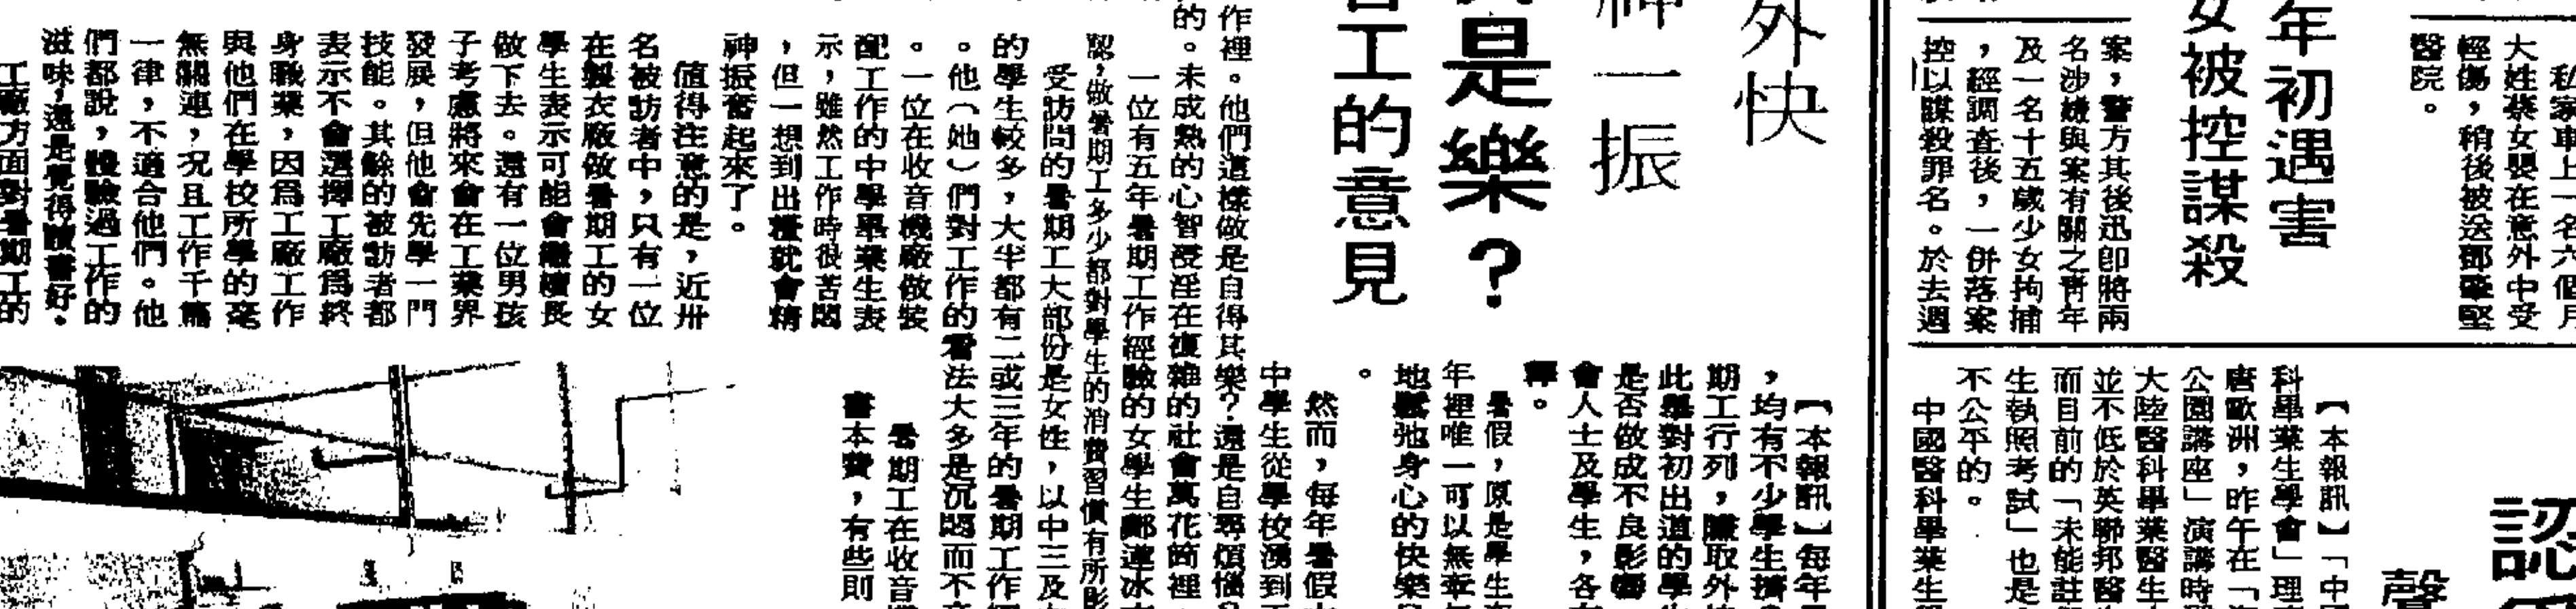 私家車上一名六個月
大姓蔡女嬰在意外中受
輕傷，稍後被送鄧肇堅
醫院。
年初遇害
女被控謀殺
案，警方其後迅即將兩
名涉嫌與案有關之青年
及一名十五歲少女拘捕
，經調查後，一併落案
控以謀殺罪名。於去週
認
聲
【本報訊】「中
科畢業生學會」理
唐歐洲，昨午在「
公園講座」演講時
大陸醫科畢業醫生
並不低於英聯邦醫
而目前的「未能註
生執照考試」也是
不公平的。
中國醫科學業生
外快
神一振
是樂？
工的意見
【本報訊】每年
，均有不少學生擠
期工行列，賺取外
此舉對初出道的學
是否做成不良影響
會人士及學生，各
釋。
暑假，原是學生
年裡唯一可以無牽
地鬆弛身心的快樂
。
然而，每年暑假
中學生從學校湧到
作裡。他們這樣做是自得其樂？還是自尋煩惱
的。未成熟的心智浸淫在複雜的社會萬花筒裡
一位有五年暑期工作經驗的女學生鄺蓮冰
認，做暑期工多少都對學生的消費習慣有所影
受訪問的暑期工大部份是女性，以中三及
的學生較多，大半都有二或三年的暑期工作
。他（她）們對工作的看法大多是沉悶而不
。一位在收音機廠做裝
配工作的中學畢業生表
示，雖然工作時很苦悶
，但一想到出糧就會精
神振奮起來了。
值得注意的是，近卅
名被訪者中，只有一位
在製衣廠做暑期工的女
學生表示可能會繼續長
做下去。還有一位男孩
子考慮將來會在工業界
發展，但他會先學一門
技能。其餘的被訪者都
表示不會選擇工廠為終
身職業，因為工廠工作
與他們在學校所學的毫
無關連，況且工作千篇
一律，不適合他們。他
們都說，體驗過工作的
滋味，還是覺得讀書好。
工廠方面對暑期工的
暑期工在收音
書本費，有些則